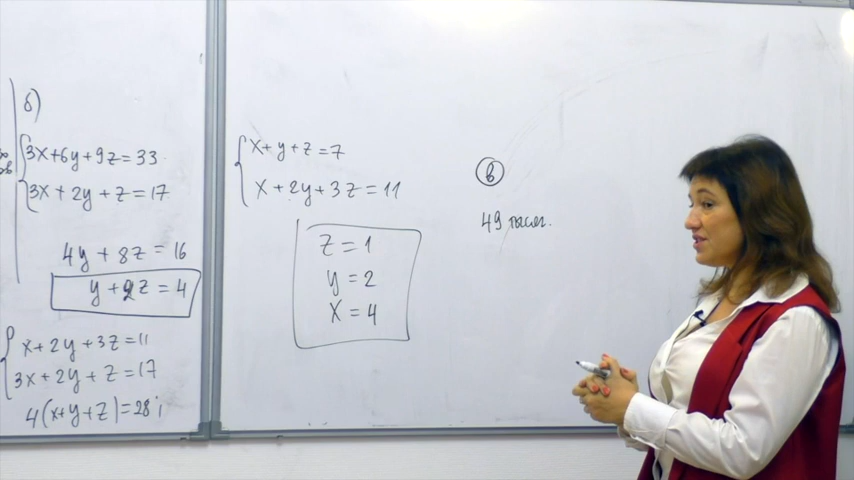 б)
3x+6y+9z=33
3x+2y+z=17
4y+8z=16
y+2z=4
x+2y+3z=11
3x+2y+z=17
4(x+y+z)=28;
x+y+z=7
x+2y+3z=11
z=1
y=2
x=4
в
49 тысяч.